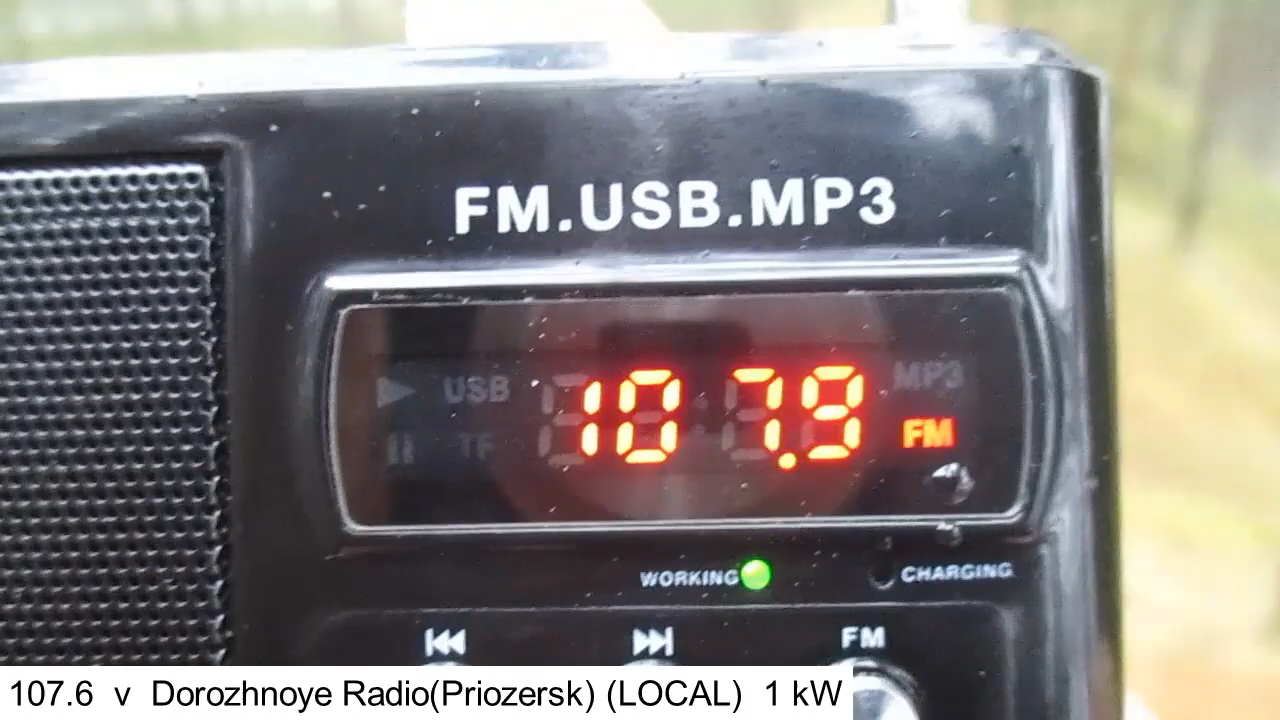 FM.USB.MP3
USB
MP3
107.9
FM
TF
WORKING
CHARGING
FM
107.6 v Dorozhnoye Radio(Priozersk) (LOCAL) 1 kW